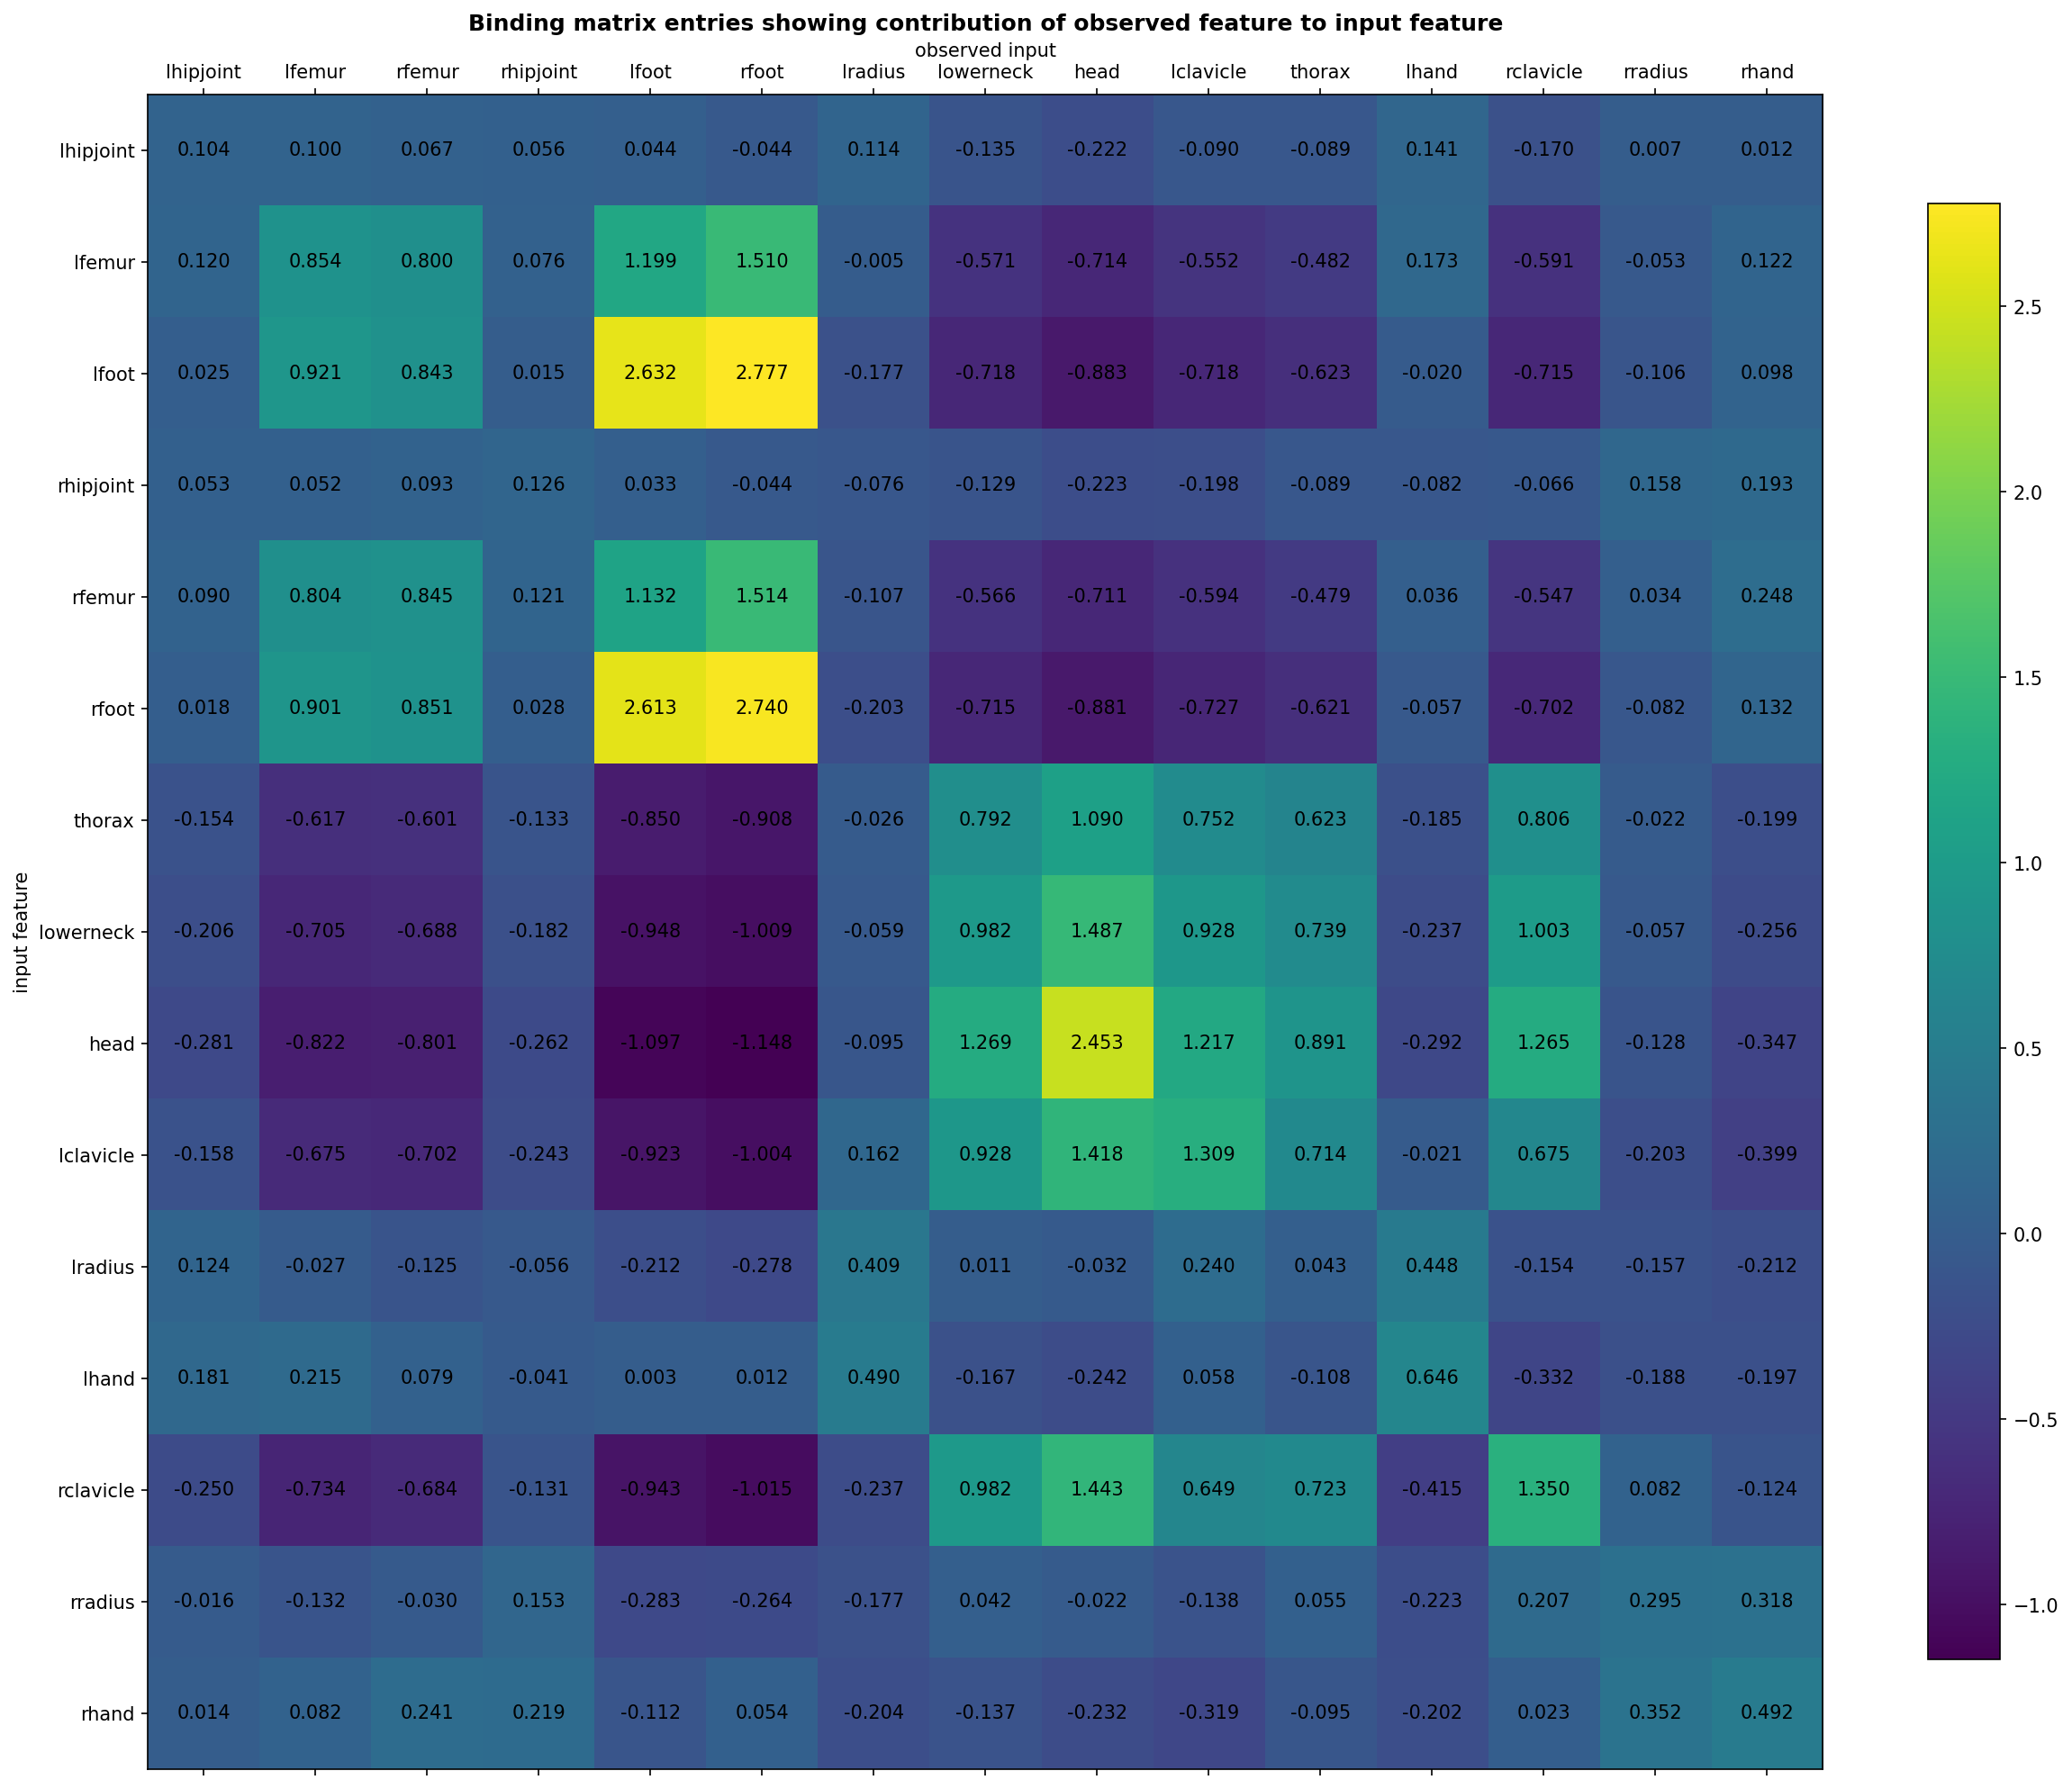 Binding matrix entries showing contribution of observed feature to input feature
observed input
lhipjoint lfemur rfemur rhipjoint lfoot rfoot lradius lowerneck head lclavicle thorax lhand rclavicle rradius rhand
lhipjoint 0.104 0.100 0.067 0.056 0.044 -0.044 0.114 -0.135 -0.222 -0.090 -0.089 0.141 -0.170 0.007 0.012
lfemur 0.120 0.854 0.800 0.076 1.199 1.510 -0.005 -0.571 -0.714 -0.552 -0.482 0.173 -0.591 -0.053 0.122
lfoot 0.025 0.921 0.843 0.015 2.632 2.777 -0.177 -0.718 -0.883 -0.718 -0.623 -0.020 -0.715 -0.106 0.098
rhipjoint 0.053 0.052 0.093 0.126 0.033 -0.044 -0.076 -0.129 -0.223 -0.198 -0.089 -0.082 -0.066 0.158 0.193
rfemur 0.090 0.804 0.845 0.121 1.132 1.514 -0.107 -0.566 -0.711 -0.594 -0.479 0.036 -0.547 0.034 0.248
rfoot 0.018 0.901 0.851 0.028 2.613 2.740 -0.203 -0.715 -0.881 -0.727 -0.621 -0.057 -0.702 -0.082 0.132
thorax -0.154 -0.617 -0.601 -0.133 -0.850 -0.908 -0.026 0.792 1.090 0.752 0.623 -0.185 0.806 -0.022 -0.199
lowerneck -0.206 -0.705 -0.688 -0.182 -0.948 -1.009 -0.059 0.982 1.487 0.928 0.739 -0.237 1.003 -0.057 -0.256
head -0.281 -0.822 -0.801 -0.262 -1.097 -1.148 -0.095 1.269 2.453 1.217 0.891 -0.292 1.265 -0.128 -0.347
lclavicle -0.158 -0.675 -0.702 -0.243 -0.923 -1.004 0.162 0.928 1.418 1.309 0.714 -0.021 0.675 -0.203 -0.399
lradius 0.124 -0.027 -0.125 -0.056 -0.212 -0.278 0.409 0.011 -0.032 0.240 0.043 0.448 -0.154 -0.157 -0.212
lhand 0.181 0.215 0.079 -0.041 0.003 0.012 0.490 -0.167 -0.242 0.058 -0.108 0.646 -0.332 -0.188 -0.197
rclavicle -0.250 -0.734 -0.684 -0.131 -0.943 -1.015 -0.237 0.982 1.443 0.649 0.723 -0.415 1.350 0.082 -0.124
rradius -0.016 -0.132 -0.030 0.153 -0.283 -0.264 -0.177 0.042 -0.022 -0.138 0.055 -0.223 0.207 0.295 0.318
rhand 0.014 0.082 0.241 0.219 -0.112 0.054 -0.204 -0.137 -0.232 -0.319 -0.095 -0.202 0.023 0.352 0.492
input feature
2.5
2.0
1.5
1.0
0.5
0.0
−0.5
−1.0